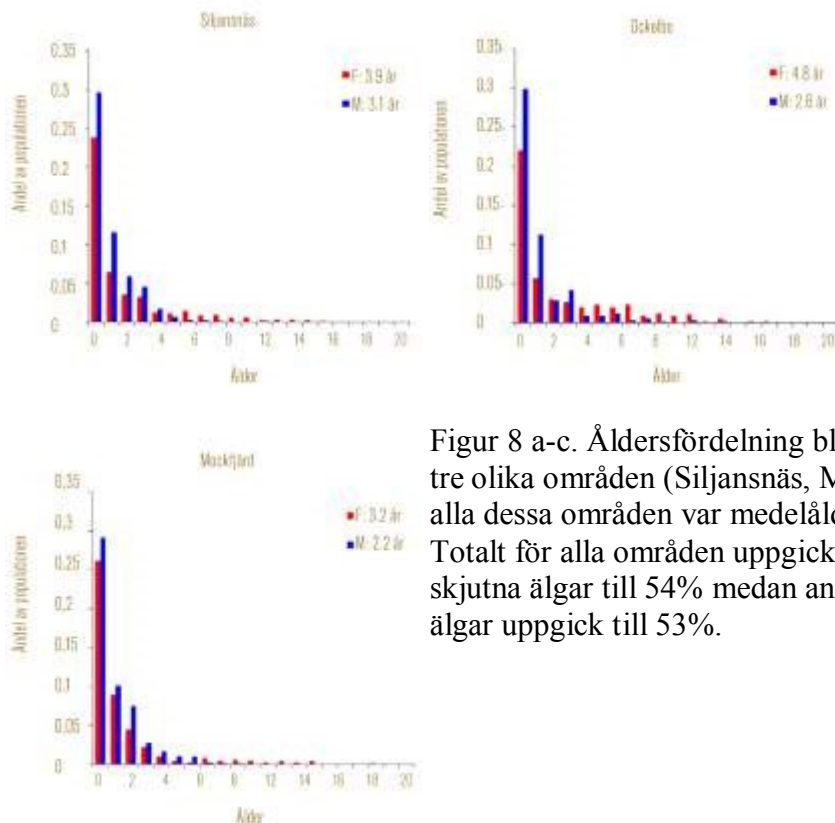 Siljansnäs
0.35
0.3
0.25
0.2
0.15
0.1
0.05
0
Andel av populationen
F: 3.9 år
M: 3.1 år
0 2 4 6 8 10 12 14 16 18 20
Ålder
Ockelbo
0.35
0.3
0.25
0.2
0.15
0.1
0.05
0
Andel av populationen
F: 4.8 år
0 2 4 6 8 10 12 14 16 18 20
Ålder
Mockfjärd
0.35
0.3
0.25
0.2
0.15
0.1
0.05
0
Andel av populationen
F: 3.2 år
M: 2.2 år
0 2 4 6 8 10 12 14 16 18 20
Ålder
Figur 8 a-c. Åldersfördelning bl
tre olika områden (Siljansnäs, M
alla dessa områden var medelåld
Totalt för alla områden uppgick
skjutna älgar till 54% medan an
älgar uppgick till 53%.